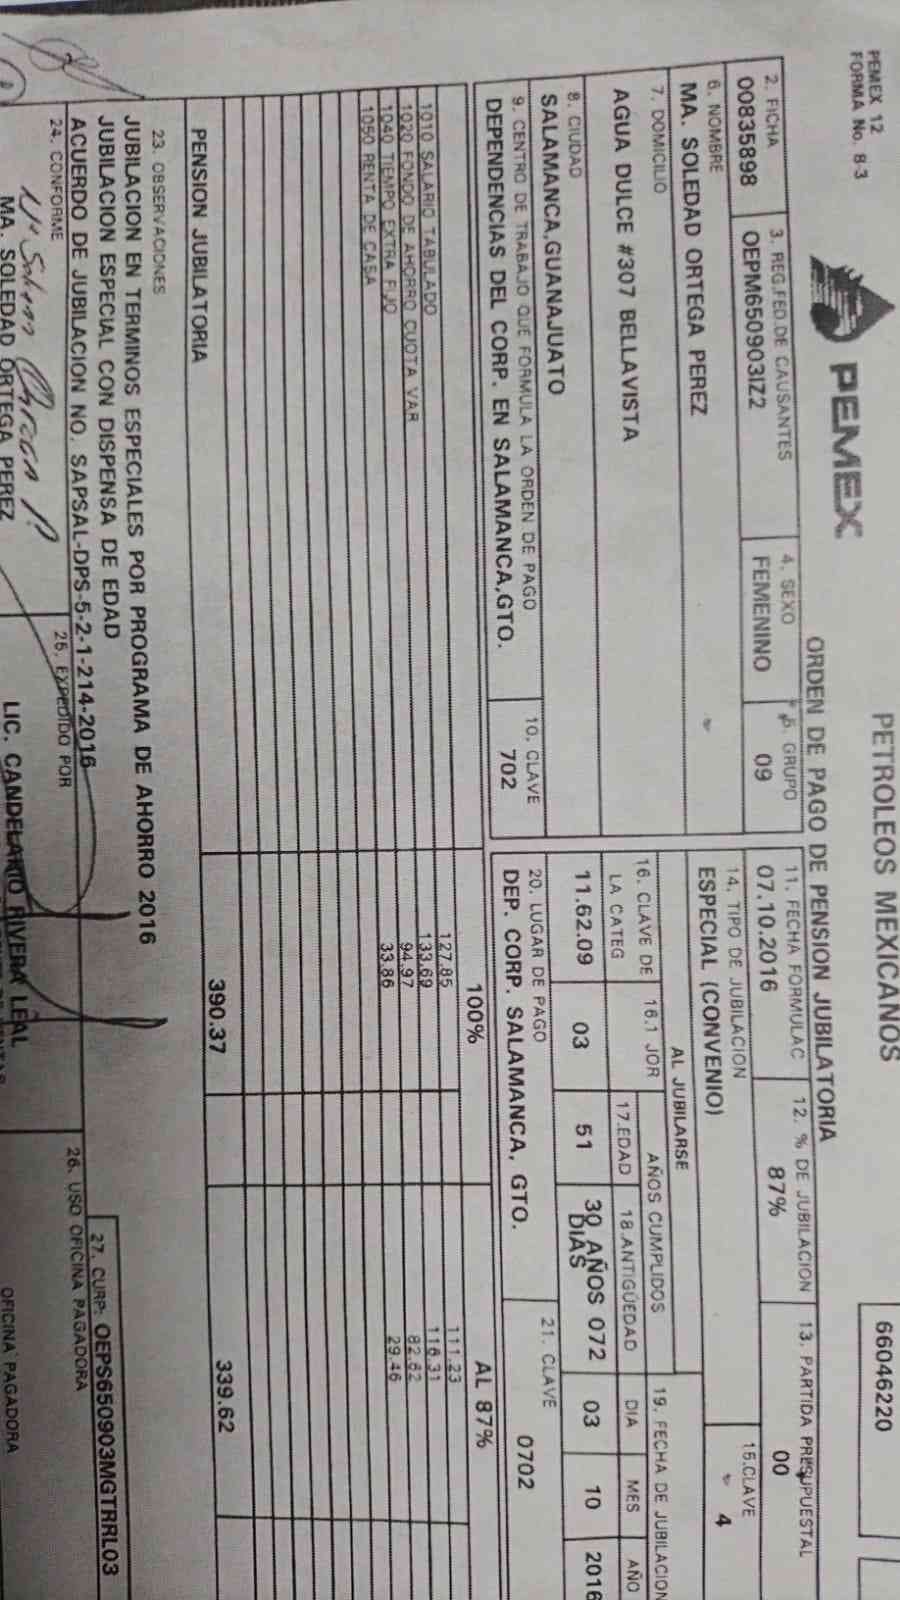 PEMEX 12
FORMA No. 8-3
PEMEX
PETROLEOS MEXICANOS
66046220
ORDEN DE PAGO DE PENSION JUBILATORIA
2. FICHA
00835898
3. REG.FED.DE CAUSANTES
OEPM650903IZ2
4. SEXO
FEMENINO
5. GRUPO
09
6. NOMBRE
MA. SOLEDAD ORTEGA PEREZ
7. DOMICILIO
AGUA DULCE #307 BELLAVISTA
8. CIUDAD
SALAMANCA,GUANAJUATO
9. CENTRO DE TRABAJO QUE FORMULA LA ORDEN DE PAGO
DEPENDENCIAS DEL CORP. EN SALAMANCA,GTO.
10. CLAVE
702
11. FECHA FORMULAC
07.10.2016
12. % DE JUBILACION
87%
13. PARTIDA PRESUPUESTAL
00
14. TIPO DE JUBILACION
ESPECIAL (CONVENIO)
15.CLAVE
4
AL JUBILARSE
16. CLAVE DE
LA CATEG
11.62.09
16.1 JOR
03
AÑOS CUMPLIDOS
17.EDAD
51
18.ANTIGÜEDAD
30 AÑOS 072
DIAS
19. FECHA DE JUBILACION
DIA MES AÑO
03 10 2016
20. LUGAR DE PAGO
DEP. CORP. SALAMANCA, GTO.
21. CLAVE
0702
100% AL 87%
1010 SALARIO TABULADO 127.85 111.23
1020 FONDO DE AHORRO CUOTA VAR 133.69 116.31
1040 TIEMPO EXTRA FIJO 94.97 82.62
1050 RENTA DE CASA 33.86 29.46
PENSION JUBILATORIA 390.37 339.62
23. OBSERVACIONES
JUBILACION EN TERMINOS ESPECIALES POR PROGRAMA DE AHORRO 2016
JUBILACION ESPECIAL CON DISPENSA DE EDAD
ACUERDO DE JUBILACION NO. SAPSAL-DPS-5-2-1-214-2016
27. CURP: OEPS650903MGTRRL03
24. CONFORME
MA. SOLEDAD ORTEGA PEREZ
25. EXPEDIDO POR
LIC. CANDELARIO RIVERA LEAL
26. USO OFICINA PAGADORA
OFICINA PAGADORA